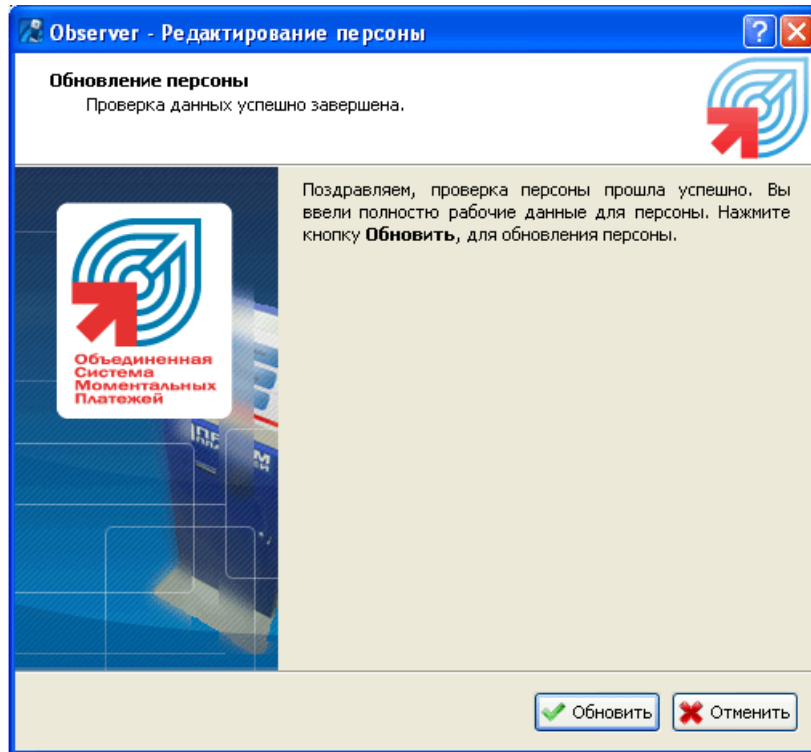 Observer - Редактирование персоны
Обновление персоны
Проверка данных успешно завершена.
Поздравляем, проверка персоны прошла успешно. Вы
ввели полностю рабочие данные для персоны. Нажмите
кнопку Обновить, для обновления персоны.
Объединенная
Система
Моментальных
Платежей
Обновить
Отменить